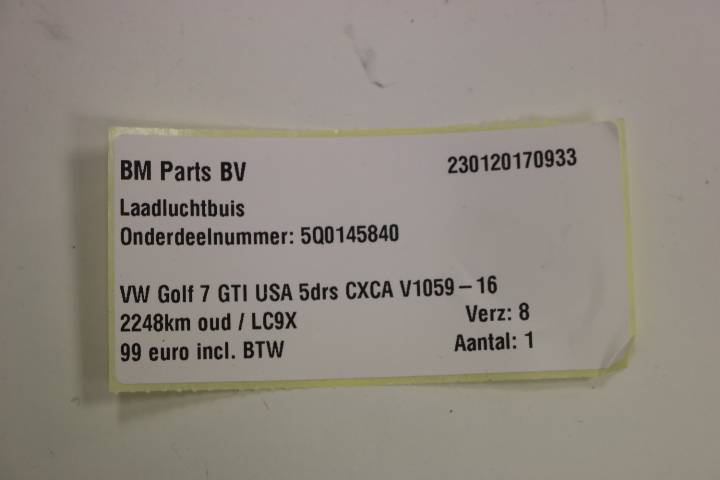 BM Parts BV 230120170933
Laadluchtbuis
Onderdeelnummer: 5Q0145840
VW Golf 7 GTI USA 5drs CXCA V1059-16
2248km oud / LC9X Verz: 8
99 euro incl. BTW Aantal: 1